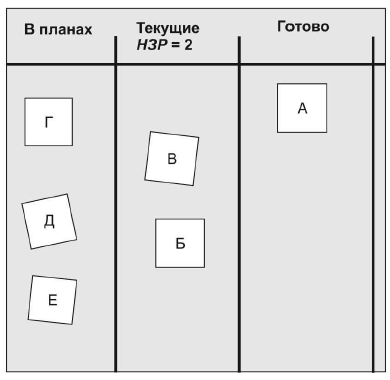 В планах
Текущие
НЗР = 2
Готово
Г
Д
Е
В
Б
А